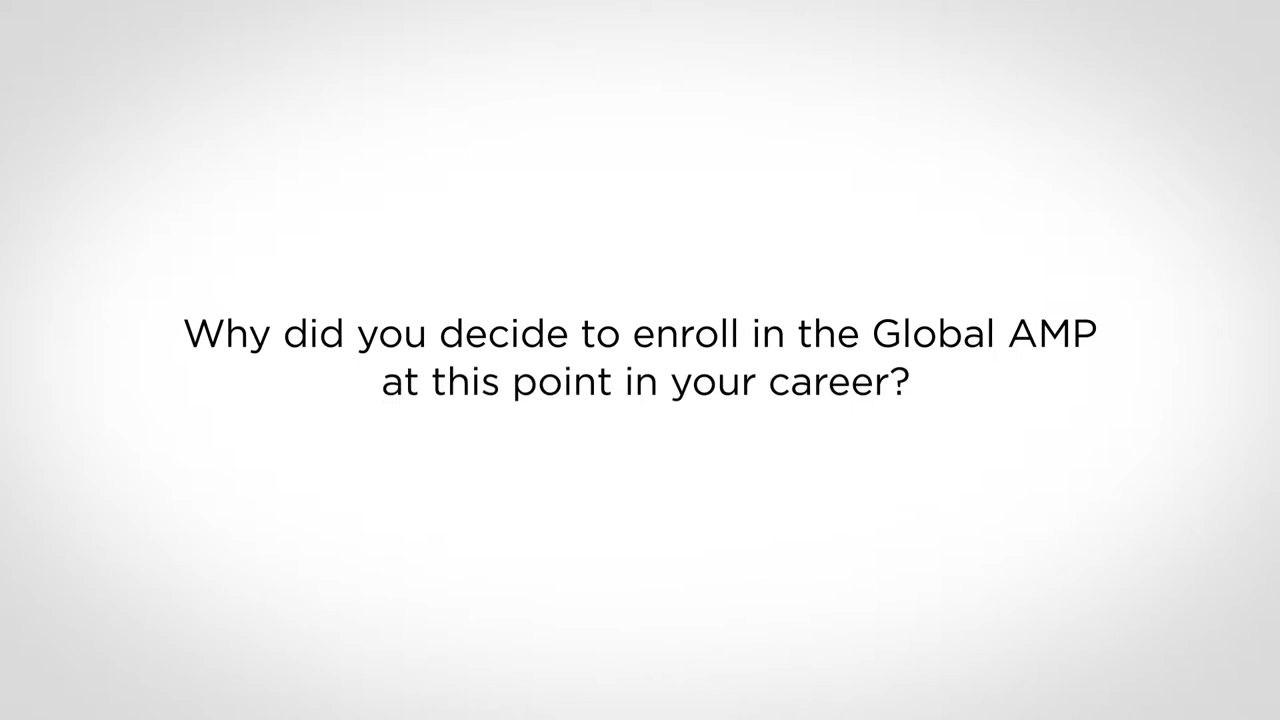 Why did you decide to enroll in the Global AMP
at this point in your career?